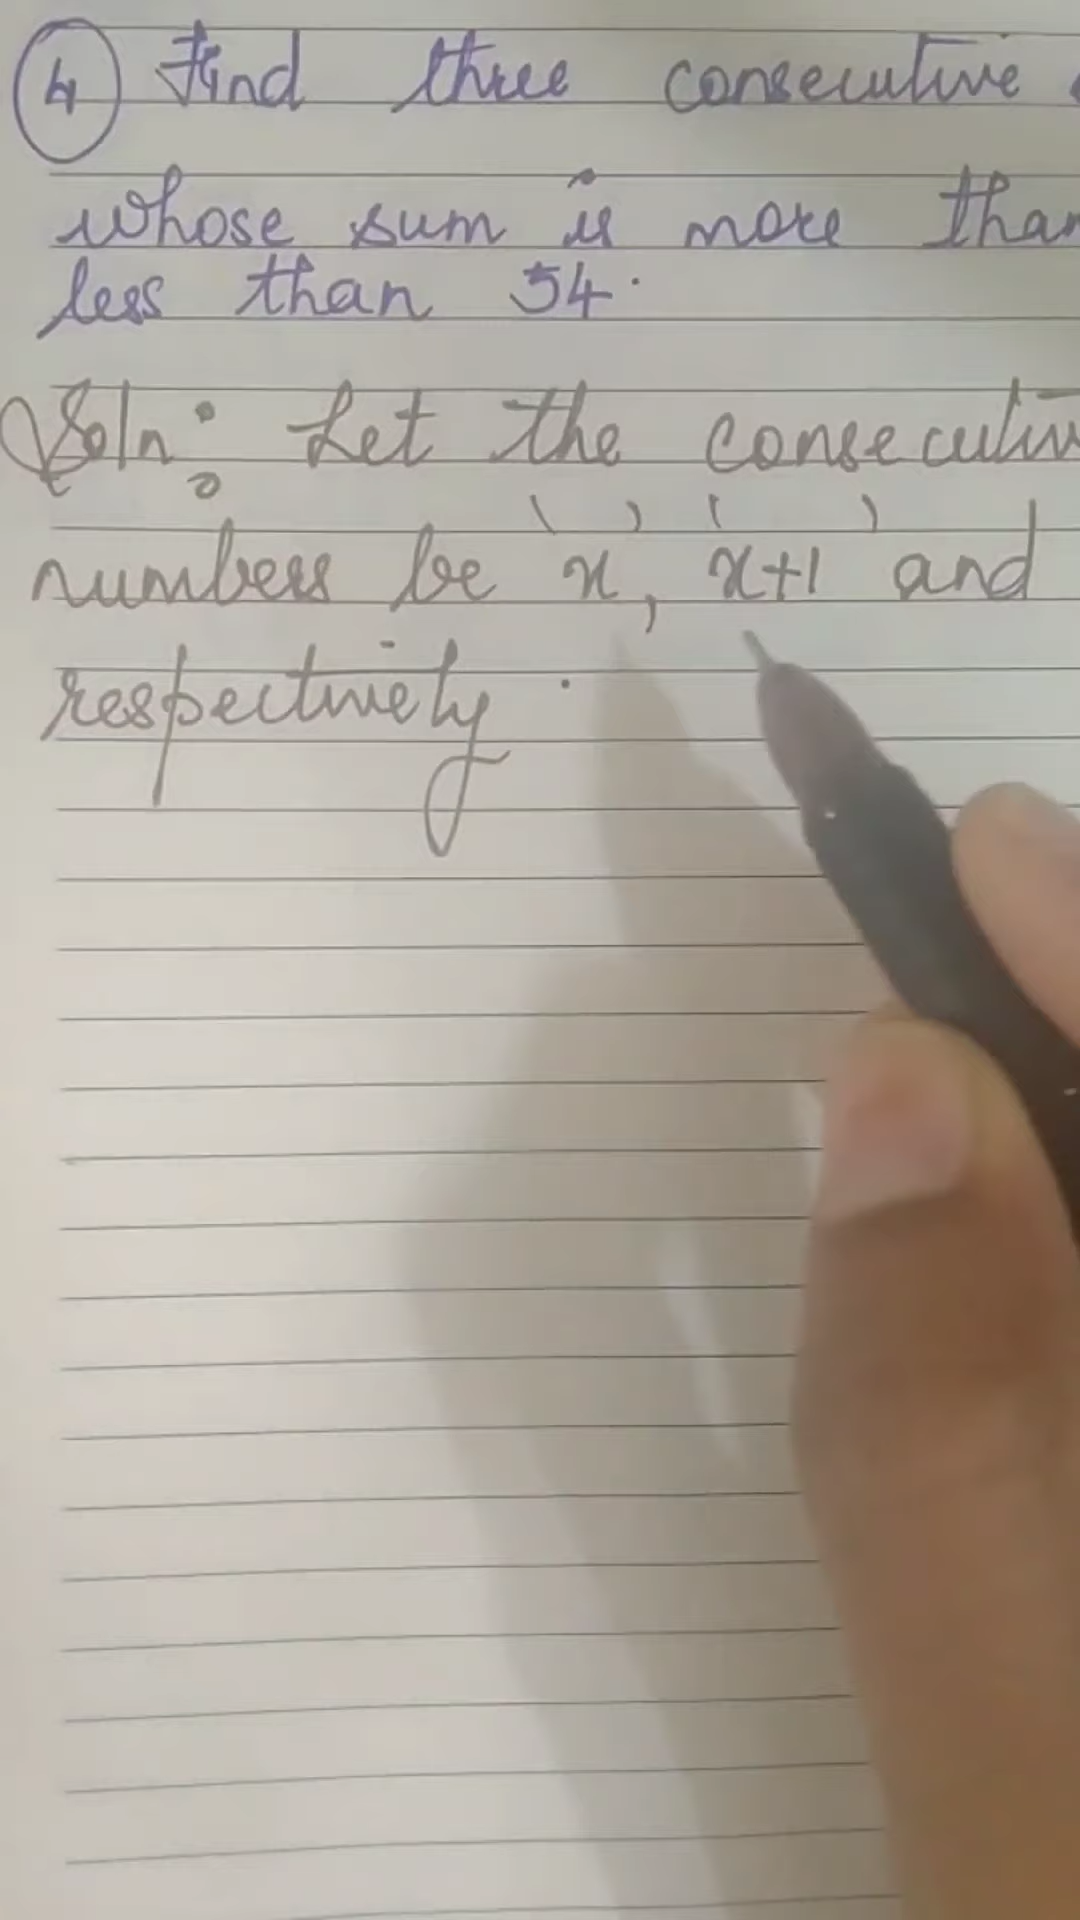 4 Find three consecutive
whose sum is more than
less than 54.
Soln: Let the consecutiv
numbers be 'x', 'x+1' and
respectively.